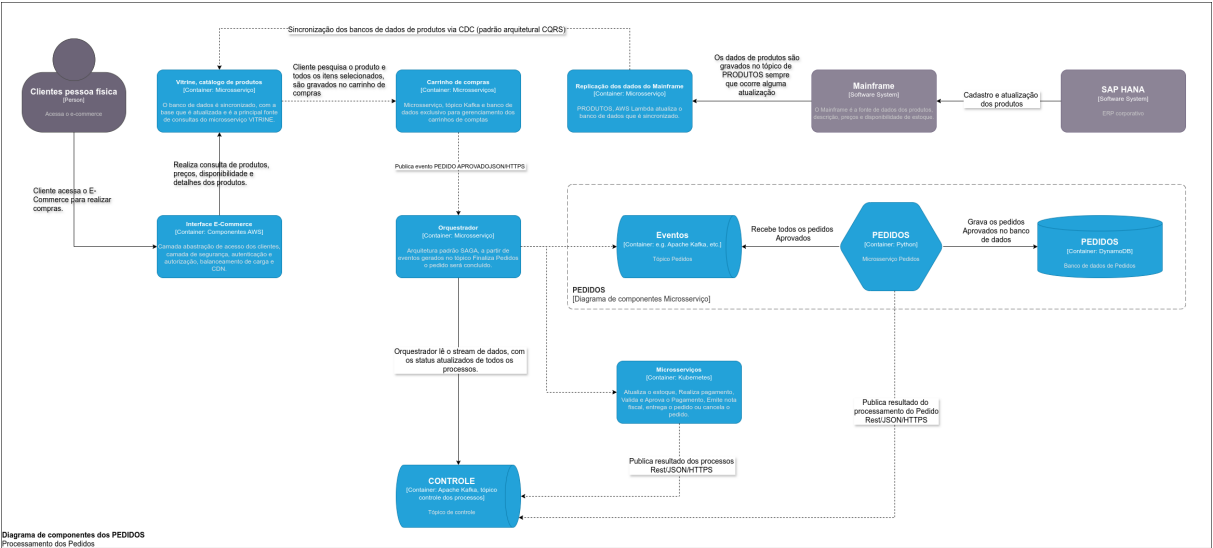 Sincronização dos bancos de dados de produtos via CDC (padrão arquitetural CQRS)
Clientes pessoa física
[Person]
Acessa o e-commerce
Vitrine, catálogo de produtos
[Container: Microserviço]
O banco de dados é sincronizado, com a
base que é atualizada e é a principal fonte
de consultas do microserviço VITRINE.
Cliente pesquisa o produto e
todos os itens selecionados,
são gravados no carrinho de
compras
Carrinho de compras
[Container: Microserviços]
Microserviço, tópico Kafka e banco de
dados exclusivo para gerenciamento dos
carrinhos de comptas
Replicação dos dados do Mainframe
[Container: Microserviço]
PRODUTOS, AWS Lambda atualiza o
banco de dados que é sincronizado.
Os dados de produtos são
gravados no tópico de
PRODUTOS sempre
que ocorre alguma
atualização
Mainframe
[Software System]
O Mainframe é a fonte de dados dos produtos,
descrição, preços e disponibilidade de estoque.
Cadastro e atualização
dos produtos
SAP HANA
[Software System]
ERP corporativo
Realiza consulta de produtos,
preços, disponibilidade e
detalhes dos produtos.
Publica evento PEDIDO APROVADOJSON/HTTPS
Cliente acessa o E-
Commerce para realizar
compras.
Interface E-Commerce
[Container: Componentes AWS]
Camada abastração de acesso dos clientes,
camada de segurança, autenticação e
autorização, balanceamento de carga e
CDN.
Orquestrador
[Container: Microserviço]
Arquitetura padrão SAGA, a partir de
eventos gerados no tópico Finaliza Pedidos
o pedido será concluído.
Eventos
[Container: e.g. Apache Kafka, etc.]
Tópico Pedidos
Recebe todos os pedidos
Aprovados
PEDIDOS
[Container: Python]
Microserviço Pedidos
Grava os pedidos
Aprovados no banco
de dados
PEDIDOS
[Container: DynamoDB]
Banco de dados de Pedidos
PEDIDOS
[Diagrama de componentes Microserviço]
Orquestrador lê o stream de dados, com
os status atualizados de todos os
processos.
Microserviços
[Container: Kubernetes]
Atualiza o estoque, Realiza pagamento,
Valida e Aprova o Pagamento, Emite nota
fiscal, entrega o pedido ou cancela o
pedido.
Publica resultado do
processamento do Pedido
Rest/JSON/HTTPS
Publica resultado dos processos
Rest/JSON/HTTPS
CONTROLE
[Container: Apache Kafka, tópico
controle dos processos]
Tópico de controle
Diagrama de componentes dos PEDIDOS
Processamento dos Pedidos